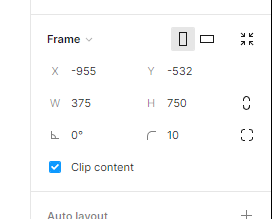 Frame
X -955 Y -532
W 375 H 750
0° 10
Clip content
Auto layout